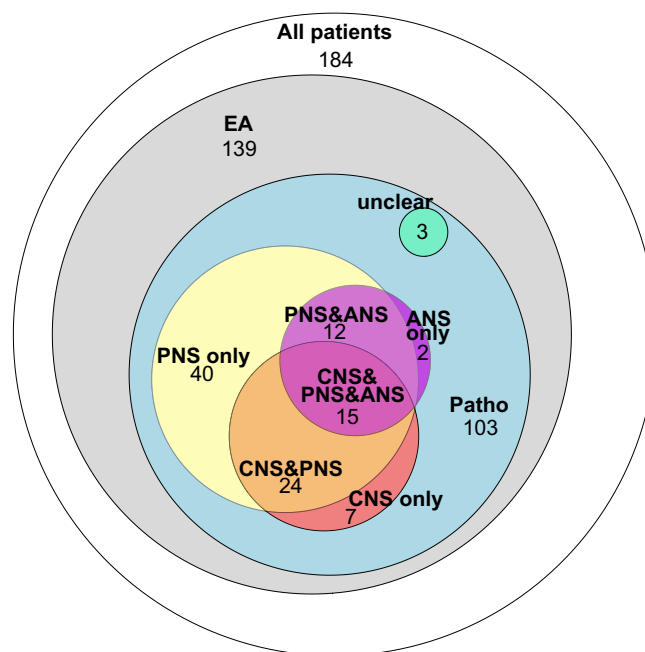 All patients
184
EA
139
unclear
3
PNS&ANS
12
ANS
only
2
PNS only
40
CNS&
PNS&ANS
15
Patho
103
CNS&PNS
24
CNS only
7